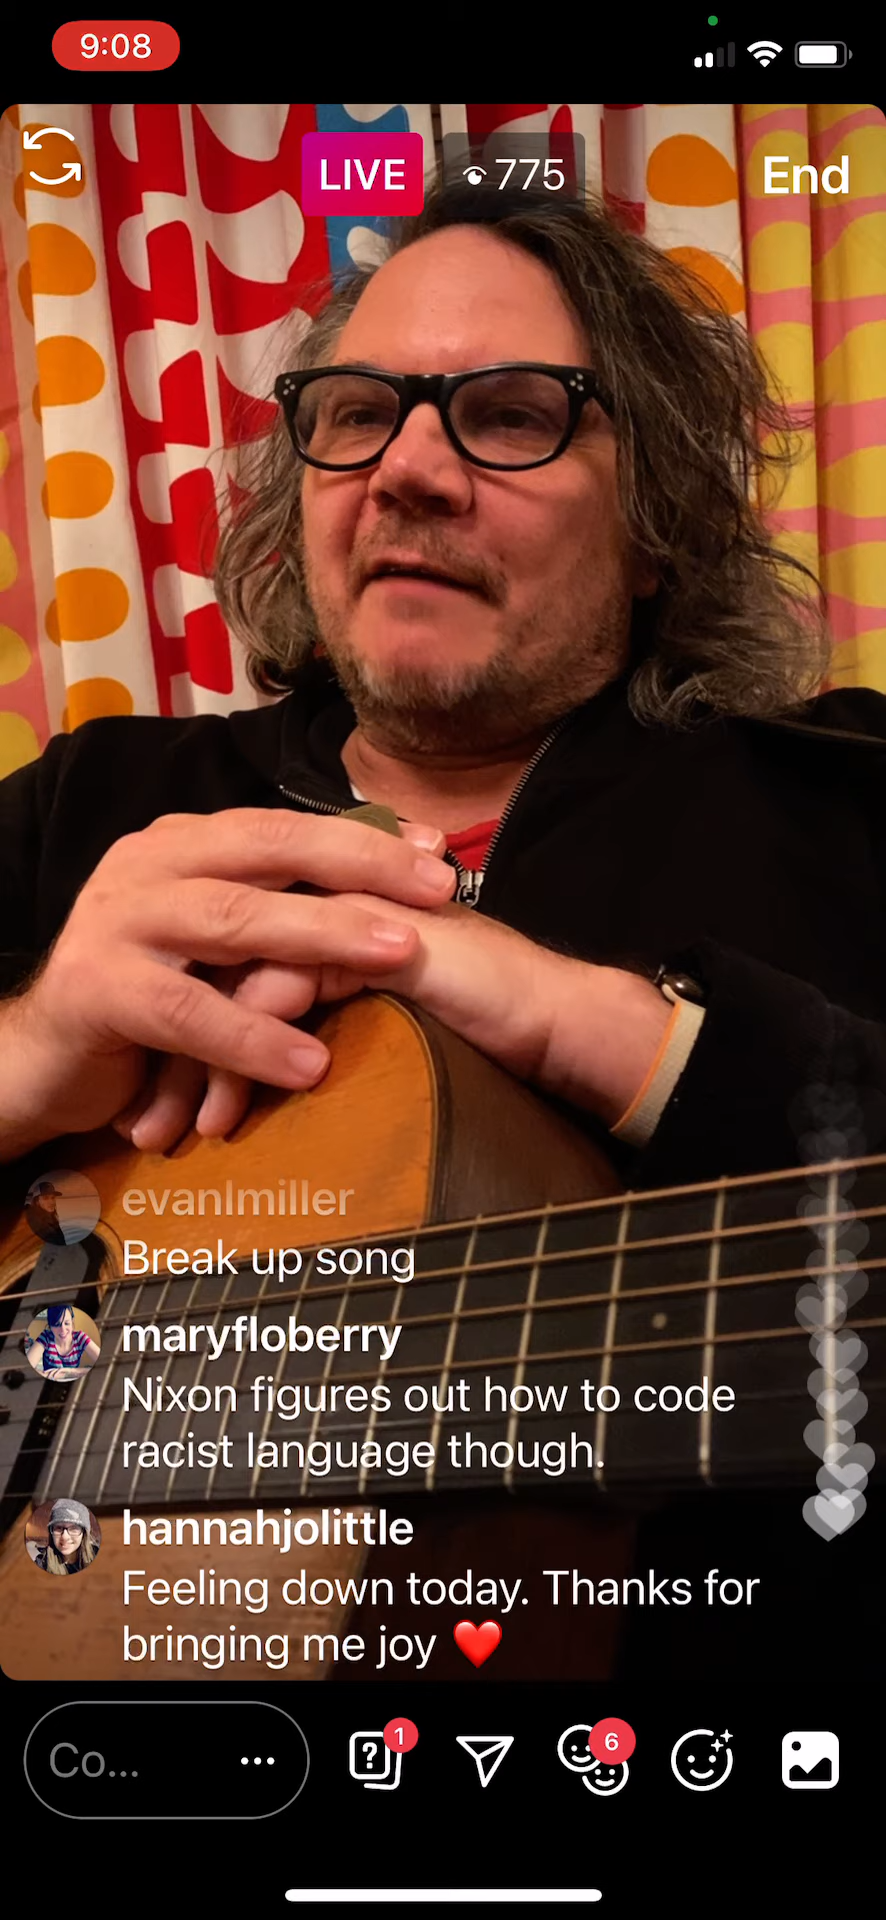 9:08
LIVE
775
End
evanlmiller
Break up song
maryfloberry
Nixon figures out how to code
racist language though.
hannahjolittle
Feeling down today. Thanks for
bringing me joy ❤️
Co...
1
6